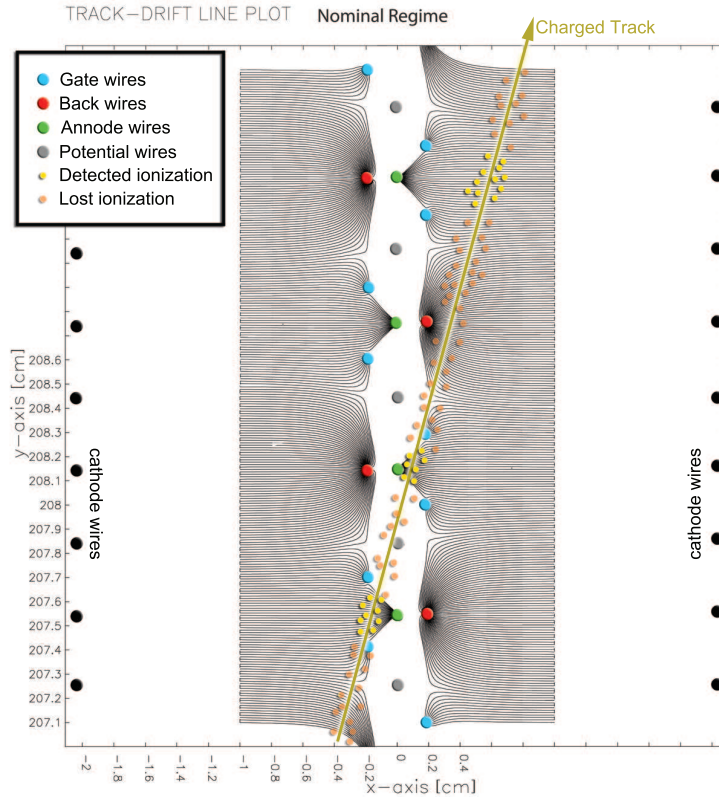 TRACK–DRIFT LINE PLOT
Nominal Regime
Charged Track
Gate wires
Back wires
Annode wires
Potential wires
Detected ionization
Lost ionization
y-axis [cm]
208.6
208.5
208.4
208.3
208.2
208.1
208
207.9
207.8
207.7
207.6
207.5
207.4
207.3
207.2
207.1
cathode wires
cathode wires
-2
-1.8
-1.6
-1.4
-1.2
-1
-0.8
-0.6
-0.4
-0.2
0
0.2
0.4
x-axis [cm]